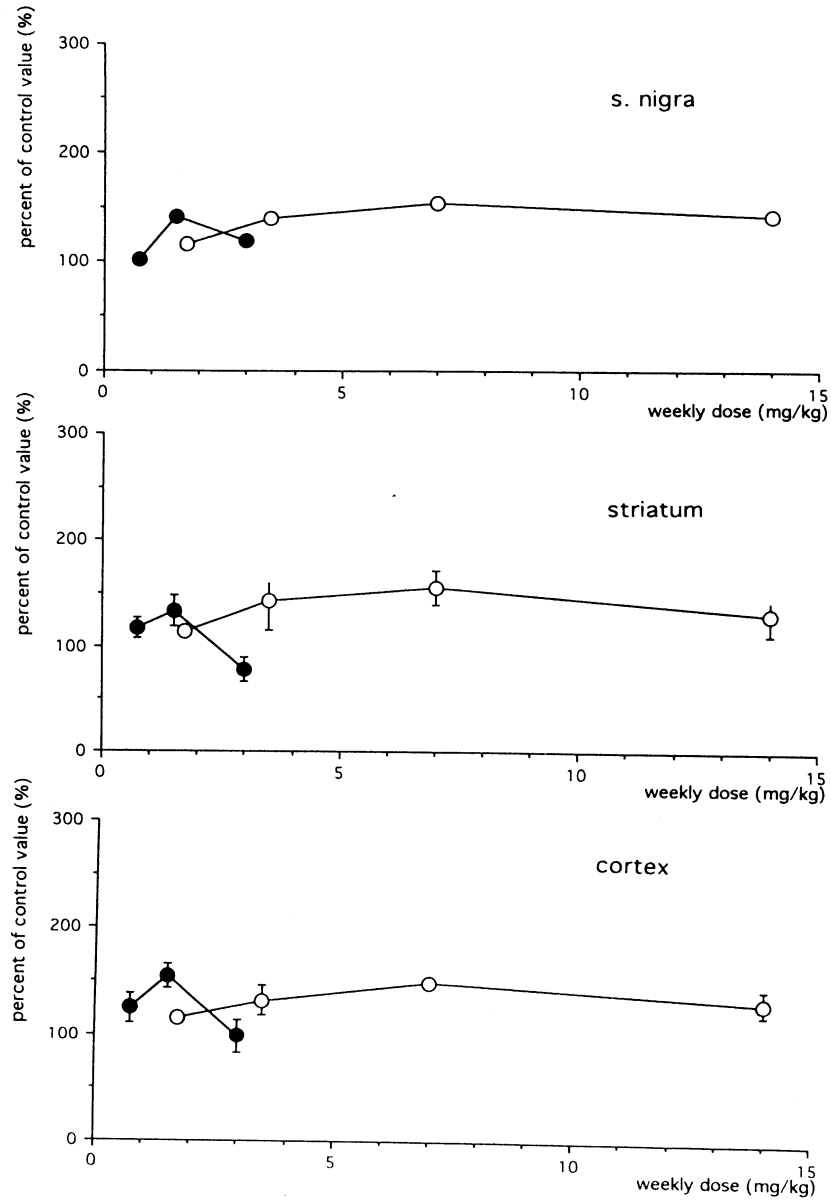 percent of control value (%)
300
200
100
0
s. nigra
0 5 10 15
weekly dose (mg/kg)
percent of control value (%)
300
200
100
0
striatum
0 5 10 15
weekly dose (mg/kg)
percent of control value (%)
300
200
100
0
cortex
0 5 10 15
weekly dose (mg/kg)